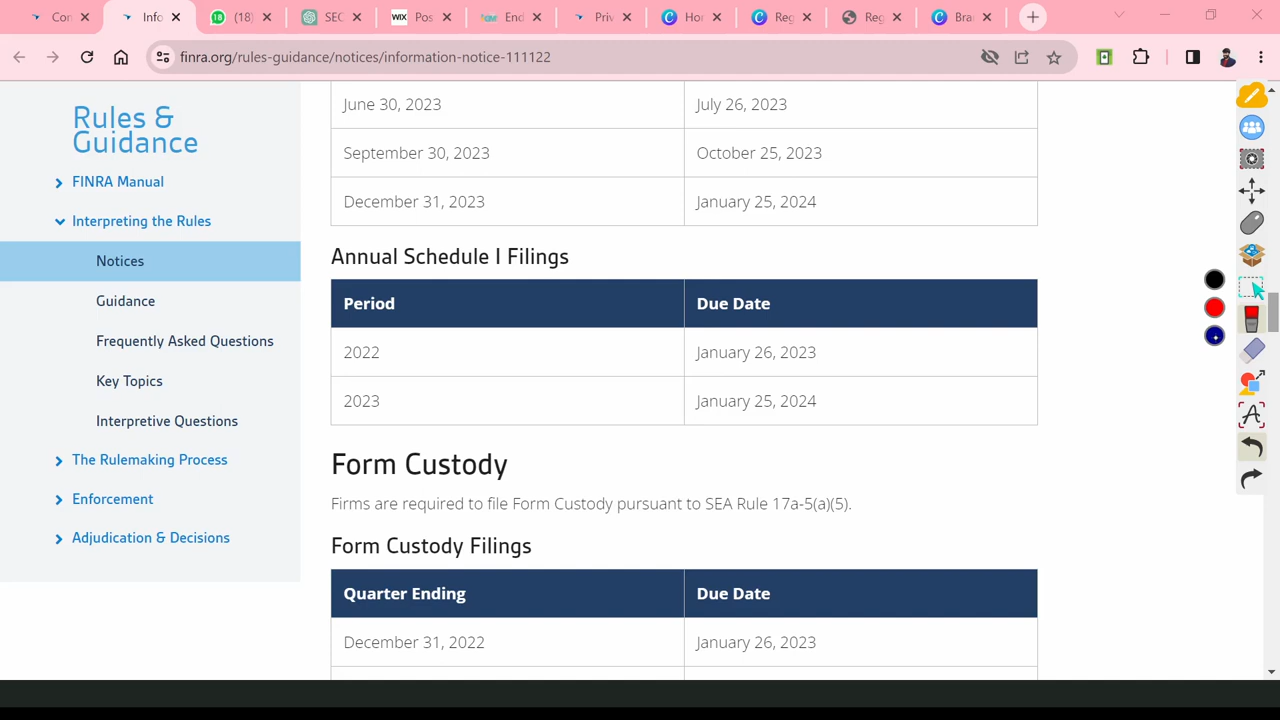 Con
Info
(18)
SEC
WIX Pos
End
Priv
Hor
Reg
Reg
Bra
finra.org/rules-guidance/notices/information-notice-111122
Rules &
Guidance
FINRA Manual
Interpreting the Rules
Notices
Guidance
Frequently Asked Questions
Key Topics
Interpretive Questions
The Rulemaking Process
Enforcement
Adjudication & Decisions
June 30, 2023 July 26, 2023
September 30, 2023 October 25, 2023
December 31, 2023 January 25, 2024
Annual Schedule I Filings
Period Due Date
2022 January 26, 2023
2023 January 25, 2024
Form Custody
Firms are required to file Form Custody pursuant to SEA Rule 17a-5(a)(5).
Form Custody Filings
Quarter Ending Due Date
December 31, 2022 January 26, 2023